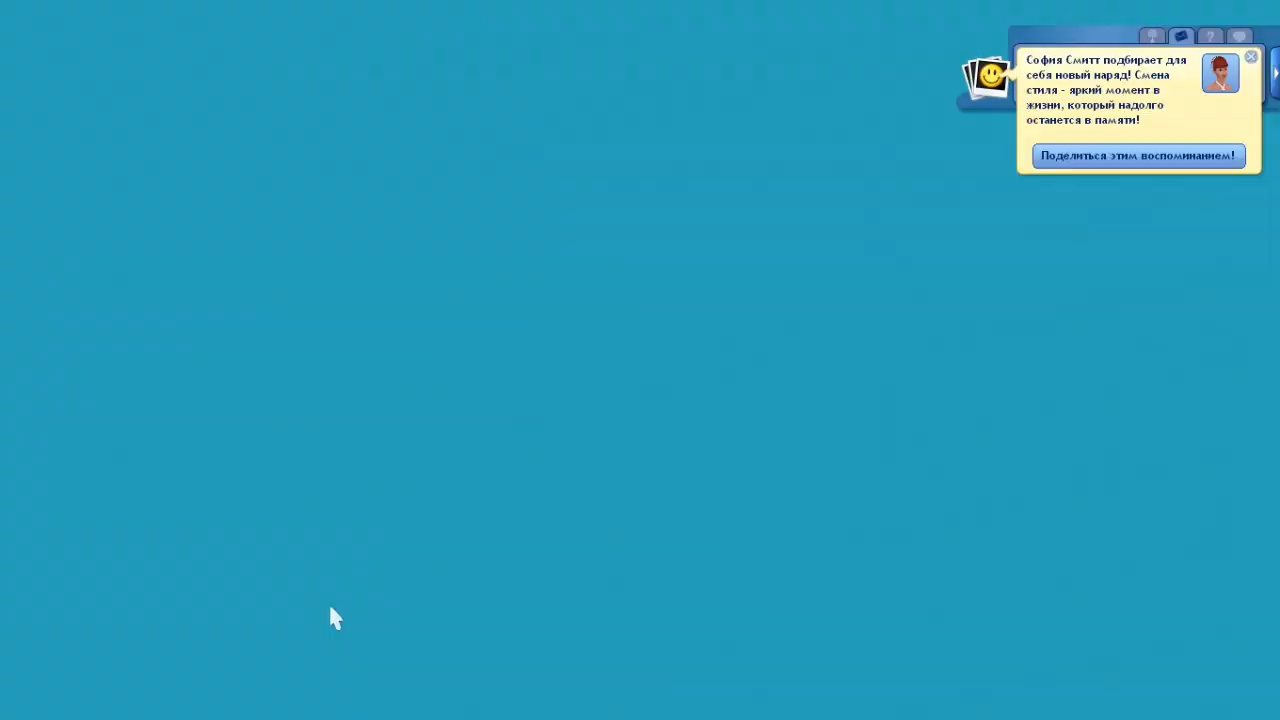 София Смитт подбирает для
себя новый наряд! Смена
стиля - яркий момент в
жизни, который надолго
останется в памяти!
Поделиться этим воспоминанием!